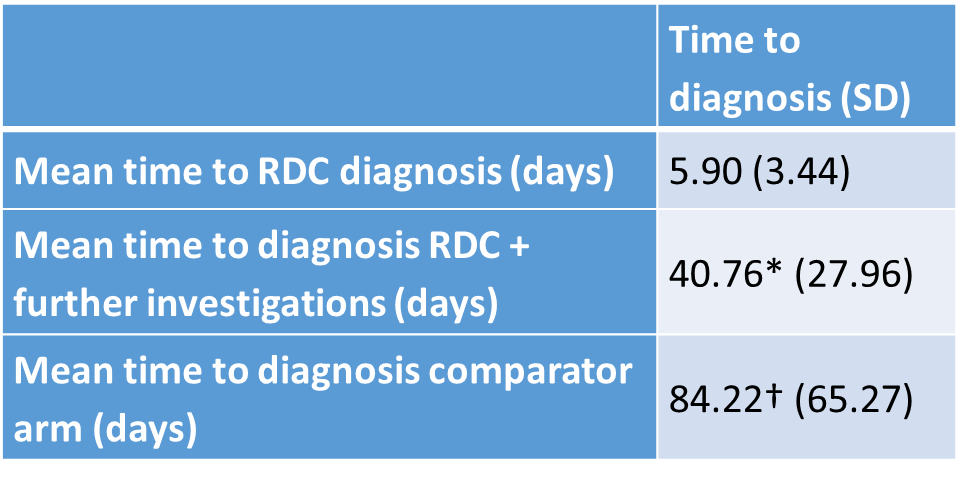 Time to
diagnosis (SD)
Mean time to RDC diagnosis (days)
5.90 (3.44)
Mean time to diagnosis RDC +
further investigations (days)
40.76* (27.96)
Mean time to diagnosis comparator
arm (days)
84.22† (65.27)